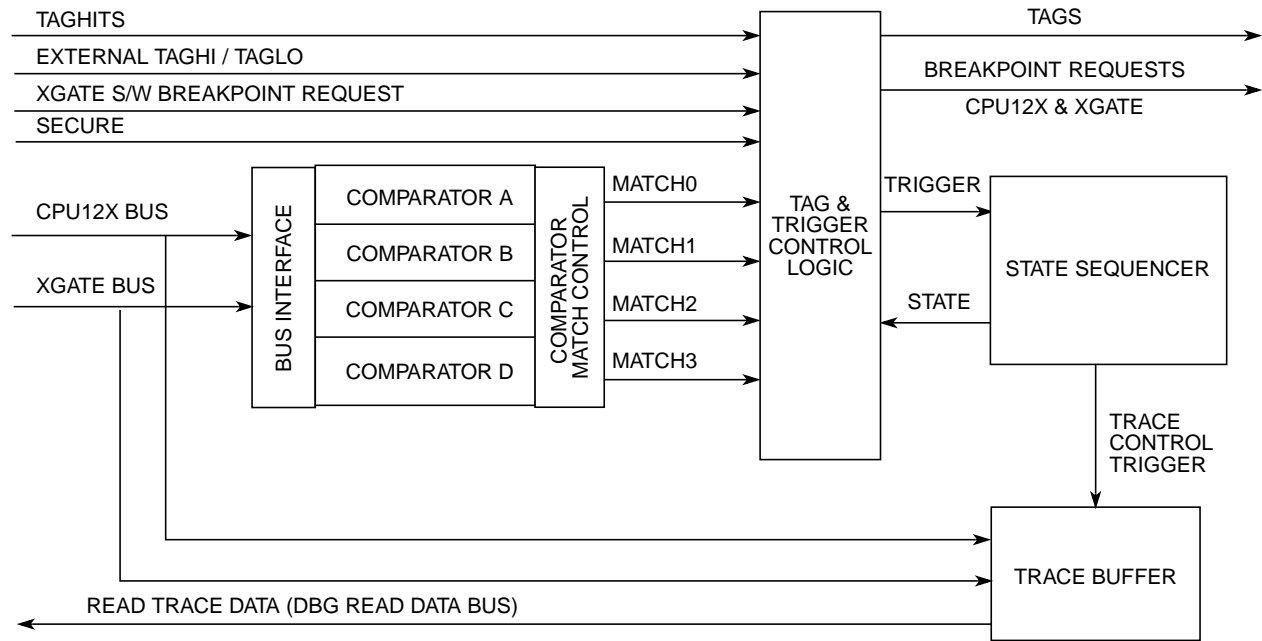 TAGHITS
EXTERNAL TAGHI / TAGLO
XGATE S/W BREAKPOINT REQUEST
SECURE
TAGS
BREAKPOINT REQUESTS
CPU12X & XGATE
CPU12X BUS
XGATE BUS
BUS INTERFACE
COMPARATOR A
COMPARATOR B
COMPARATOR C
COMPARATOR D
COMPARATOR
MATCH CONTROL
MATCH0
MATCH1
MATCH2
MATCH3
TAG &
TRIGGER
CONTROL
LOGIC
TRIGGER
STATE
STATE SEQUENCER
TRACE
CONTROL
TRIGGER
TRACE BUFFER
READ TRACE DATA (DBG READ DATA BUS)